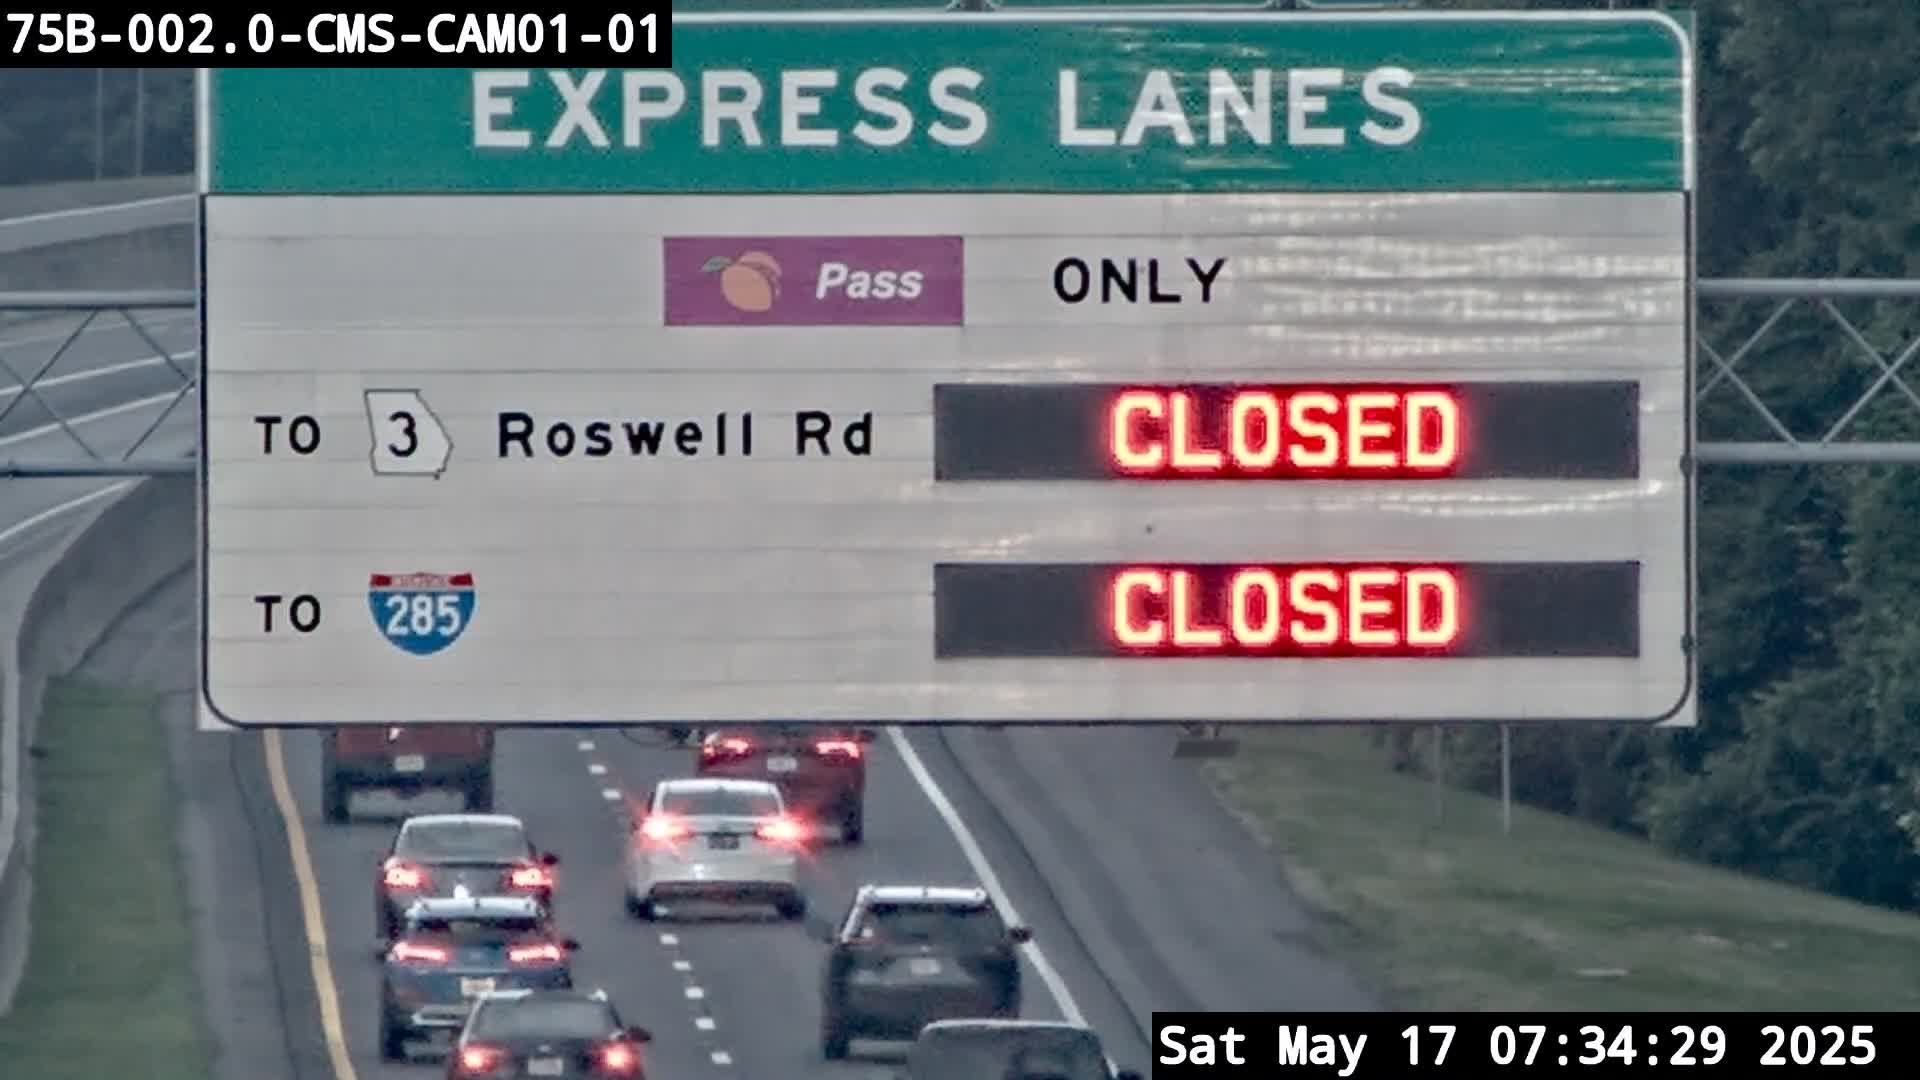 75B-002.0-CMS-CAM01-01
EXPRESS LANES
Pass ONLY
TO 3 Roswell Rd CLOSED
TO 285 CLOSED
Sat May 17 07:34:29 2025